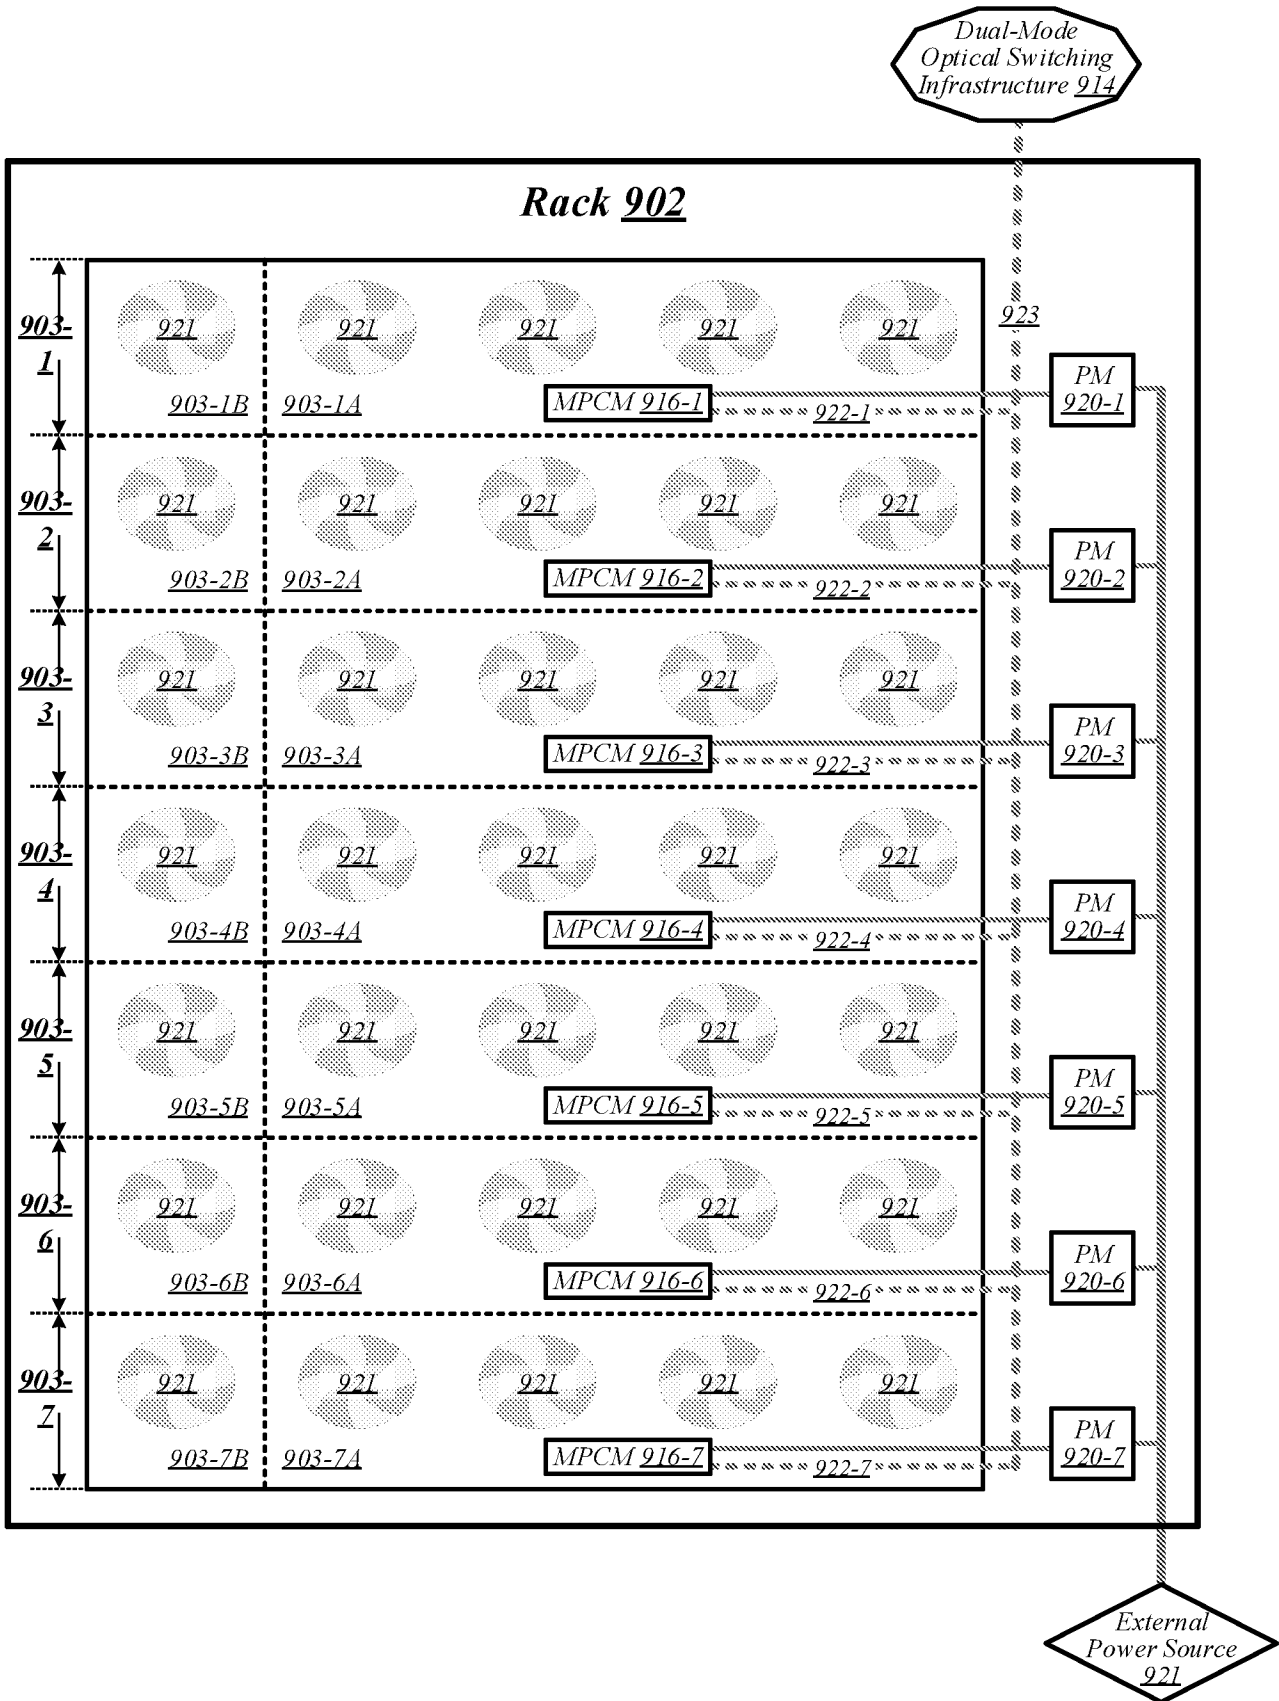 Dual-Mode
Optical Switching
Infrastructure 914
Rack 902
903-
1
921 921 921 921 921
923
903-1B 903-1A MPCM 916-1 922-1
PM
920-1
903-
2
921 921 921 921 921
903-2B 903-2A MPCM 916-2 922-2
PM
920-2
903-
3
921 921 921 921 921
903-3B 903-3A MPCM 916-3 922-3
PM
920-3
903-
4
921 921 921 921 921
903-4B 903-4A MPCM 916-4 922-4
PM
920-4
903-
5
921 921 921 921 921
903-5B 903-5A MPCM 916-5 922-5
PM
920-5
903-
6
921 921 921 921 921
903-6B 903-6A MPCM 916-6 922-6
PM
920-6
903-
7
921 921 921 921 921
903-7B 903-7A MPCM 916-7 922-7
PM
920-7
External
Power Source
921